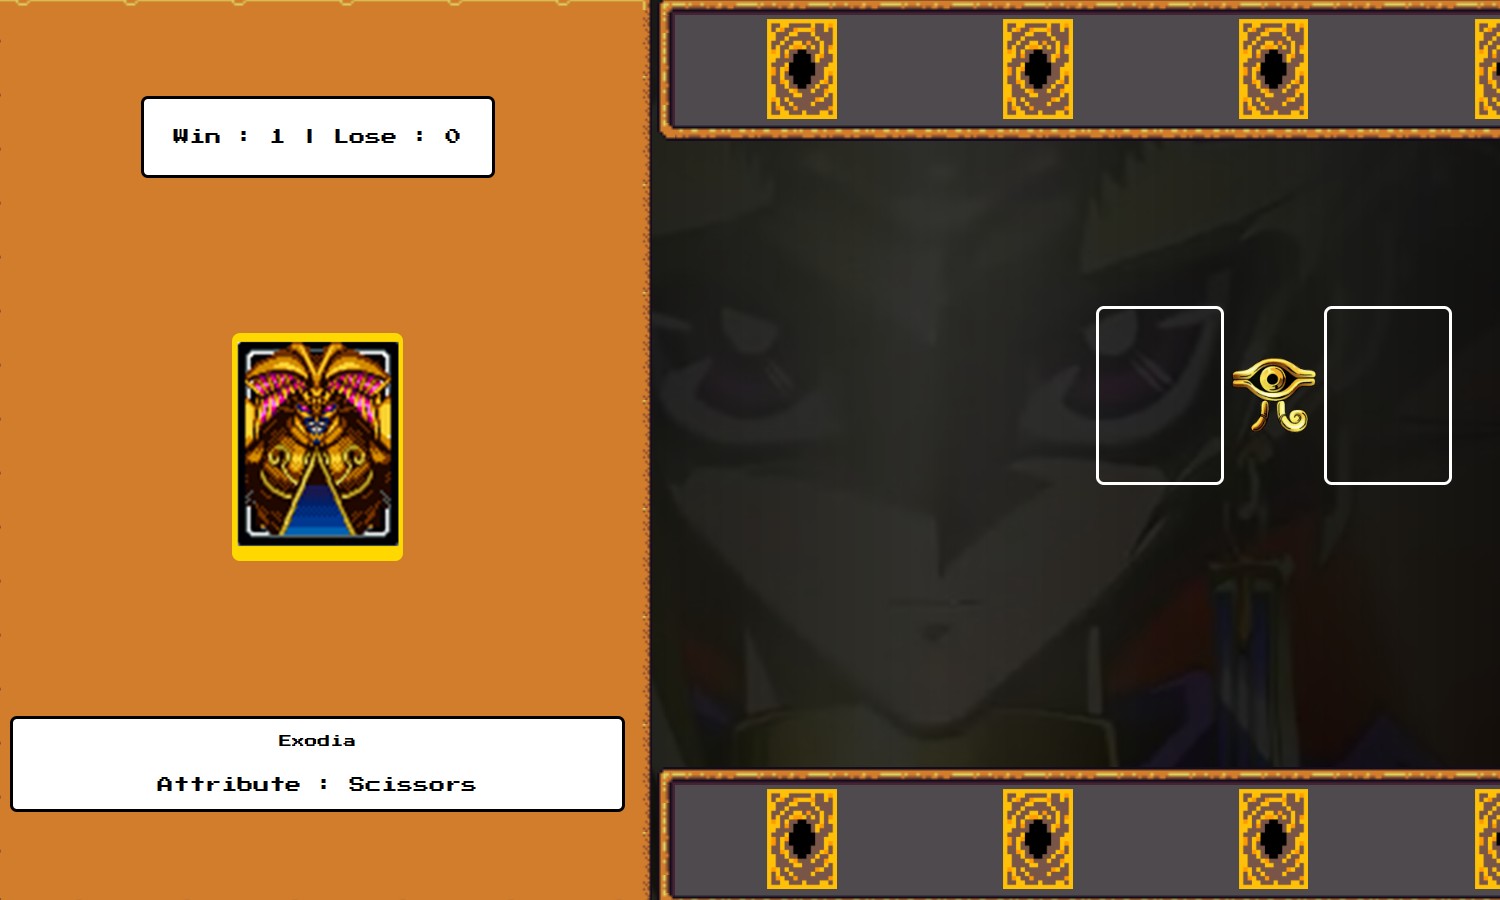 Win : 1 | Lose : 0
Exodia
Attribute : Scissors